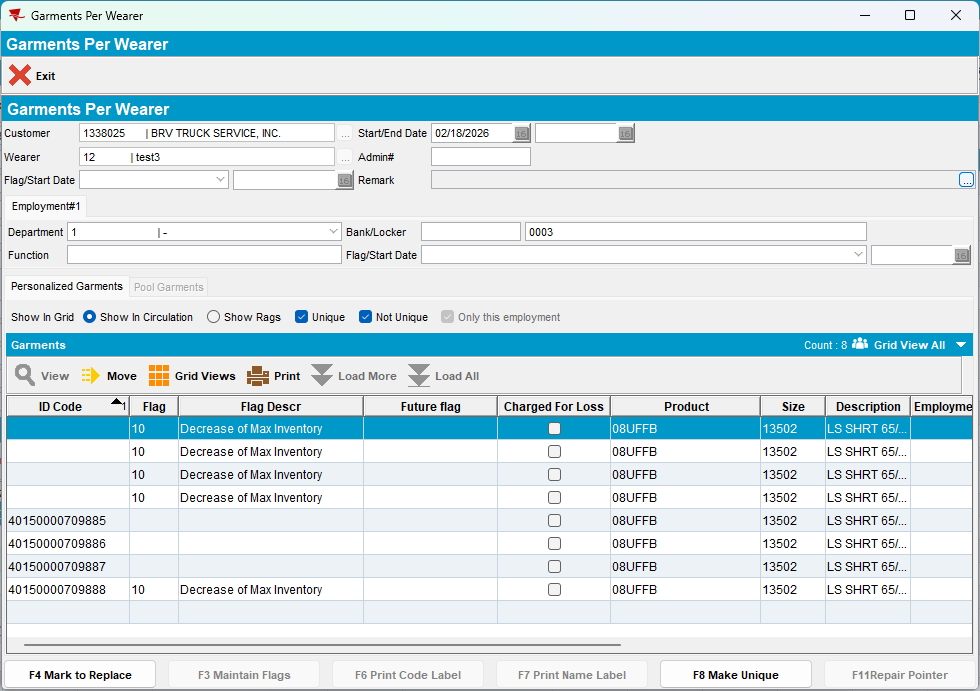 Garments Per Wearer
Garments Per Wearer
Exit
Garments Per Wearer
Customer 1338025 | BRV TRUCK SERVICE, INC. ... Start/End Date 02/18/2026 16 16
Wearer 12 | test3 ... Admin#
Flag/Start Date 16 Remark ...
Employment#1
Department 1 | - Bank/Locker 0003
Function Flag/Start Date 16
Personalized Garments Pool Garments
Show In Grid Show In Circulation Show Rags Unique Not Unique Only this employment
Garments Count : 8 Grid View All
View Move Grid Views Print Load More Load All
ID Code 1 Flag Flag Descr Future flag Charged For Loss Product Size Description Employme
10 Decrease of Max Inventory 08UFFB 13502 LS SHRT 65/...
10 Decrease of Max Inventory 08UFFB 13502 LS SHRT 65/...
10 Decrease of Max Inventory 08UFFB 13502 LS SHRT 65/...
10 Decrease of Max Inventory 08UFFB 13502 LS SHRT 65/...
40150000709885 08UFFB 13502 LS SHRT 65/...
40150000709886 08UFFB 13502 LS SHRT 65/...
40150000709887 08UFFB 13502 LS SHRT 65/...
40150000709888 10 Decrease of Max Inventory 08UFFB 13502 LS SHRT 65/...
F4 Mark to Replace F3 Maintain Flags F6 Print Code Label F7 Print Name Label F8 Make Unique F11Repair Pointer